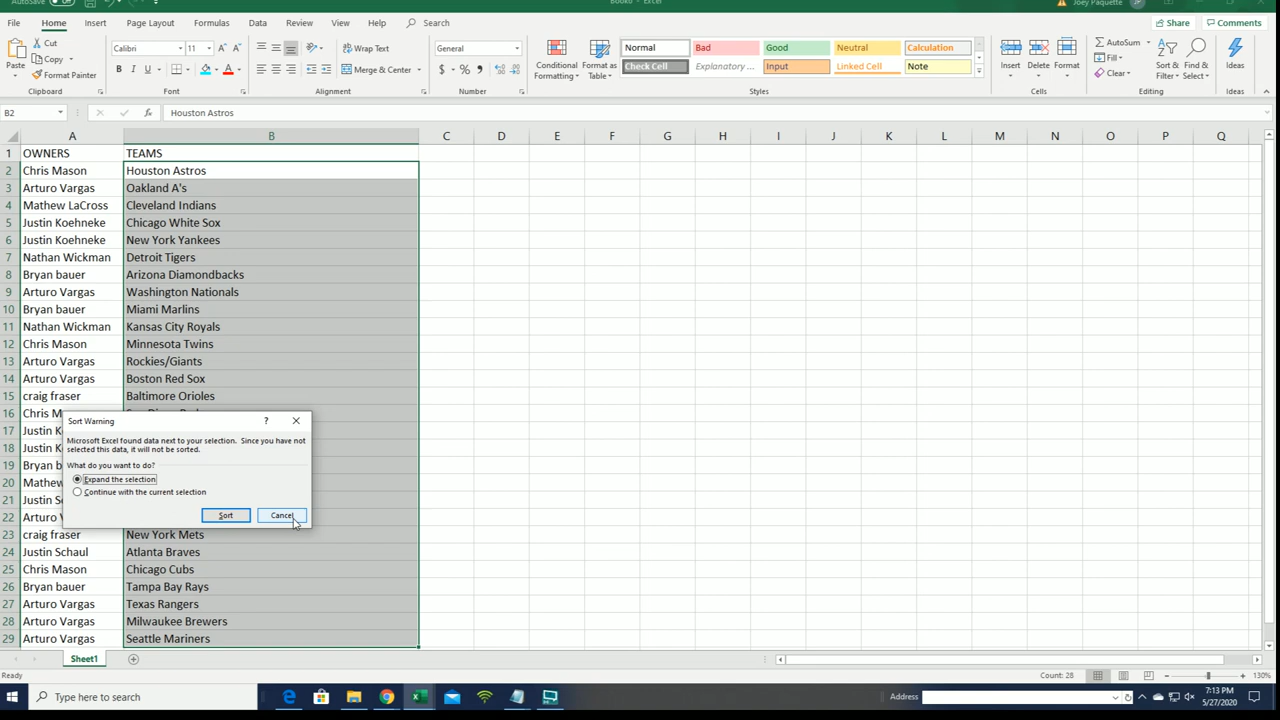 AutoSave Off Book6 - Excel Joey Paquette JP
File Home Insert Page Layout Formulas Data Review View Help Search Share Comments
Paste Cut Copy Format Painter Clipboard
Calibri 11 B I U A Font
Wrap Text Merge & Center Alignment
General $ % , Number
Conditional Formatting Format as Table
Normal Bad Good Neutral Calculation
Check Cell Explanatory ... Input Linked Cell Note
Styles
Insert Delete Format Cells
AutoSum Fill Clear Sort & Filter Find & Select Editing
Ideas Ideas
B2 fx Houston Astros
A B C D E F G H I J K L M N O P Q
1 OWNERS TEAMS
2 Chris Mason Houston Astros
3 Arturo Vargas Oakland A's
4 Mathew LaCross Cleveland Indians
5 Justin Koehneke Chicago White Sox
6 Justin Koehneke New York Yankees
7 Nathan Wickman Detroit Tigers
8 Bryan bauer Arizona Diamondbacks
9 Arturo Vargas Washington Nationals
10 Bryan bauer Miami Marlins
11 Nathan Wickman Kansas City Royals
12 Chris Mason Minnesota Twins
13 Arturo Vargas Rockies/Giants
14 Arturo Vargas Boston Red Sox
15 craig fraser Baltimore Orioles
16 Chris M
17 Justin K
18 Justin K
19 Bryan b
20 Mathew
21 Justin S
22 Arturo V
23 craig fraser New York Mets
24 Justin Schaul Atlanta Braves
25 Chris Mason Chicago Cubs
26 Bryan bauer Tampa Bay Rays
27 Arturo Vargas Texas Rangers
28 Arturo Vargas Milwaukee Brewers
29 Arturo Vargas Seattle Mariners
Sort Warning ?
Microsoft Excel found data next to your selection. Since you have not
selected this data, it will not be sorted.
What do you want to do?
Expand the selection
Continue with the current selection
Sort Cancel
Sheet1
Ready Count: 28 130%
Type here to search Address 7:13 PM
5/27/2020